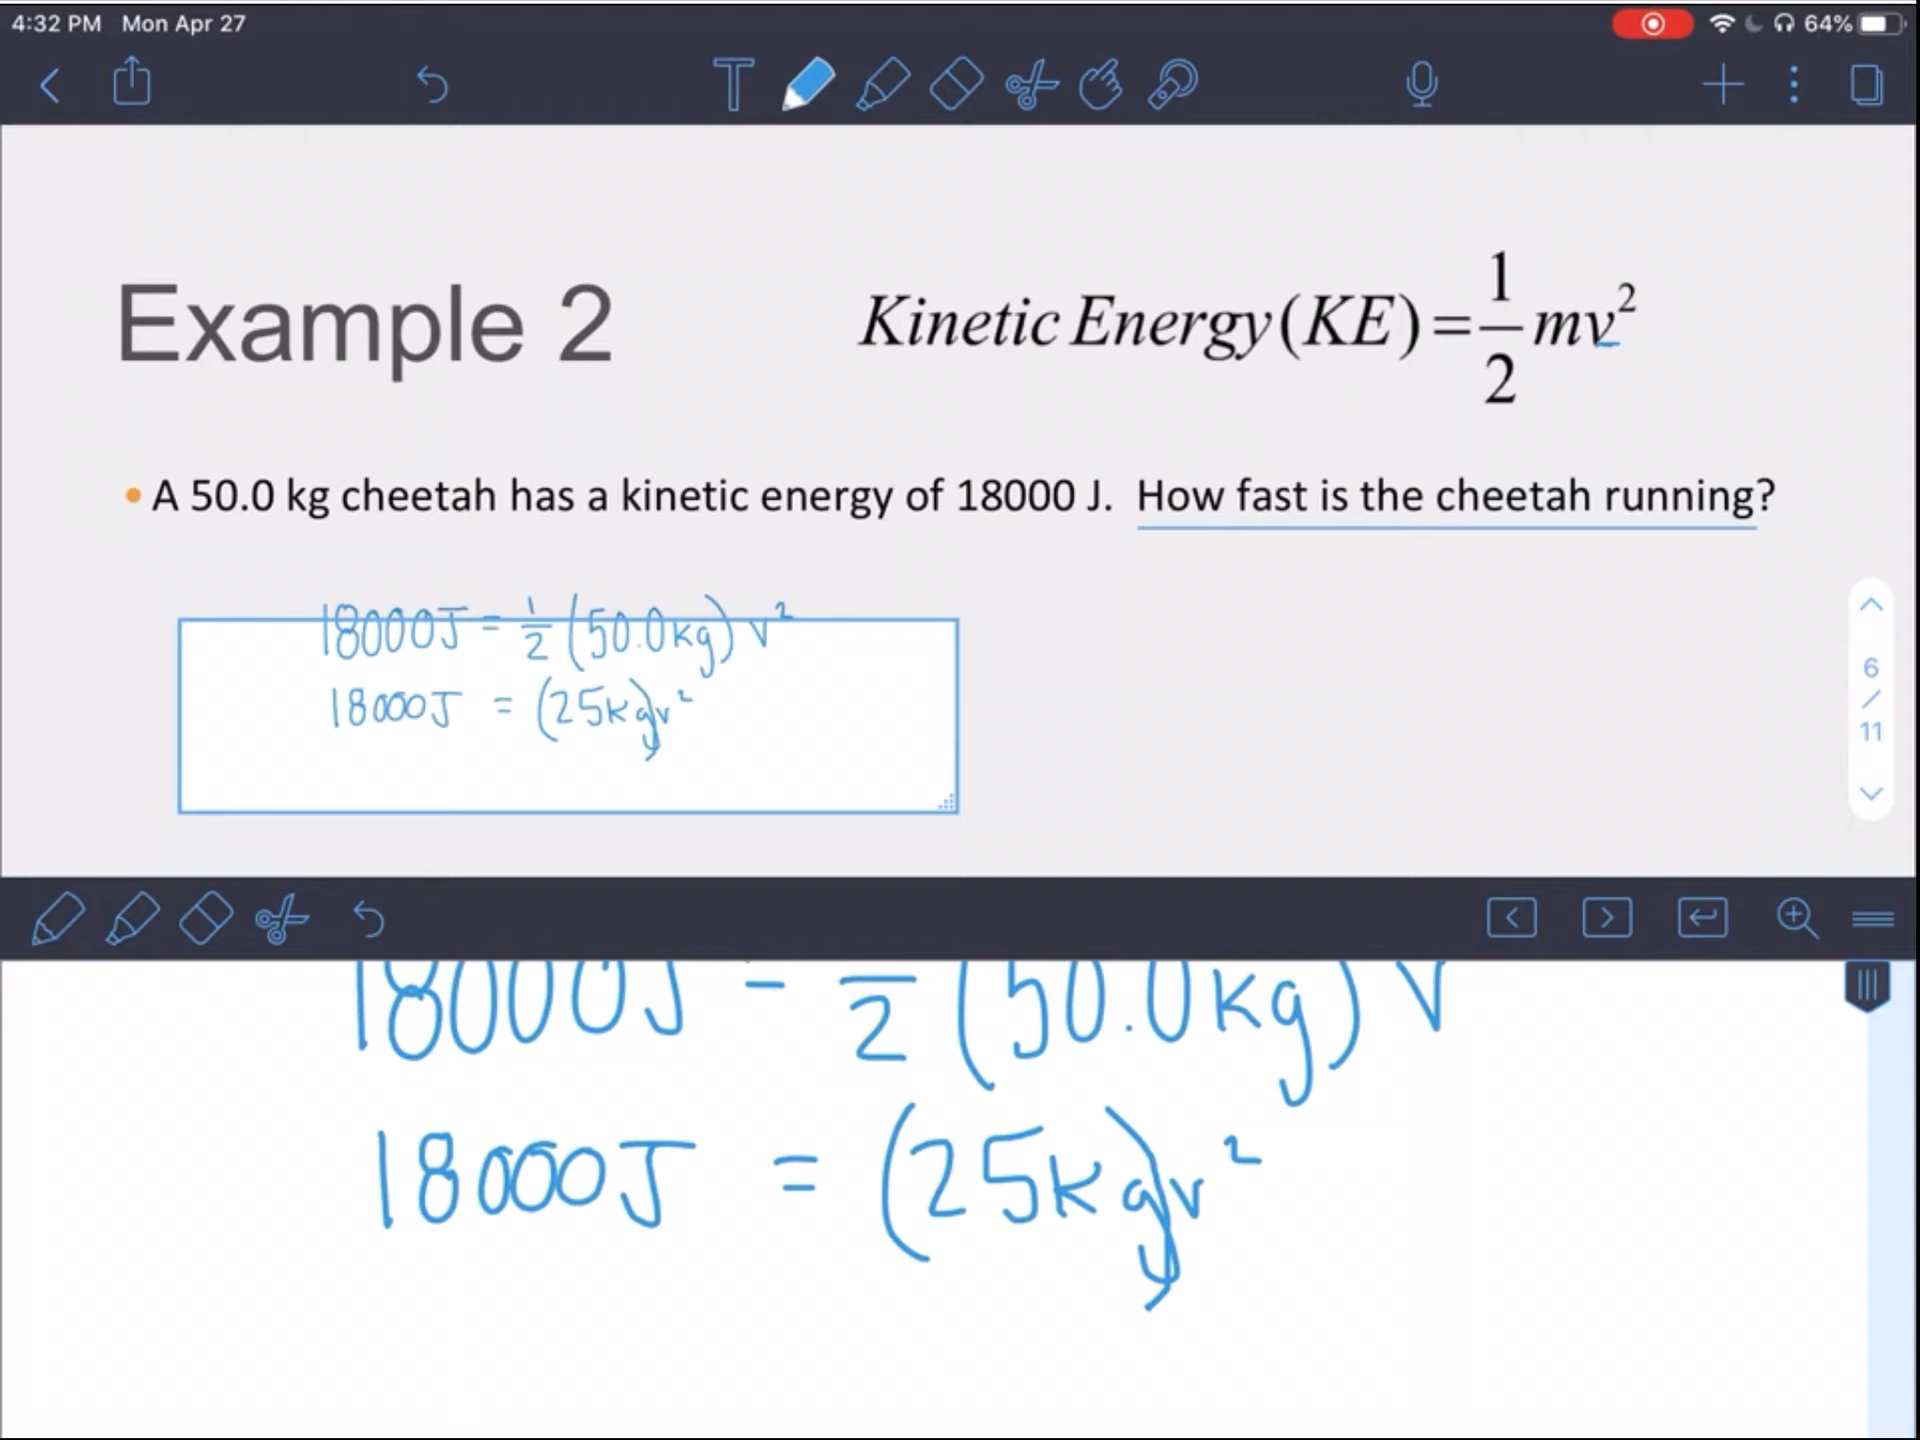 4:32 PM Mon Apr 27 64%
T
Example 2
Kinetic Energy (KE) = 1/2 mv²
• A 50.0 kg cheetah has a kinetic energy of 18000 J. How fast is the cheetah running?
18000J = 1/2 (50.0kg) v²
18000J = (25kg)v²
6
/
11
18000J = 2 (50.0kg) v
18000J = (25kg)v²